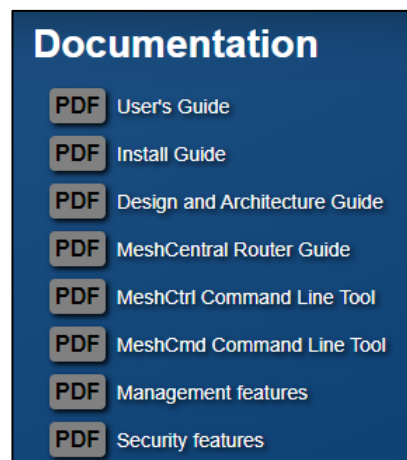 Documentation
PDF User's Guide
PDF Install Guide
PDF Design and Architecture Guide
PDF MeshCentral Router Guide
PDF MeshCtrl Command Line Tool
PDF MeshCmd Command Line Tool
PDF Management features
PDF Security features